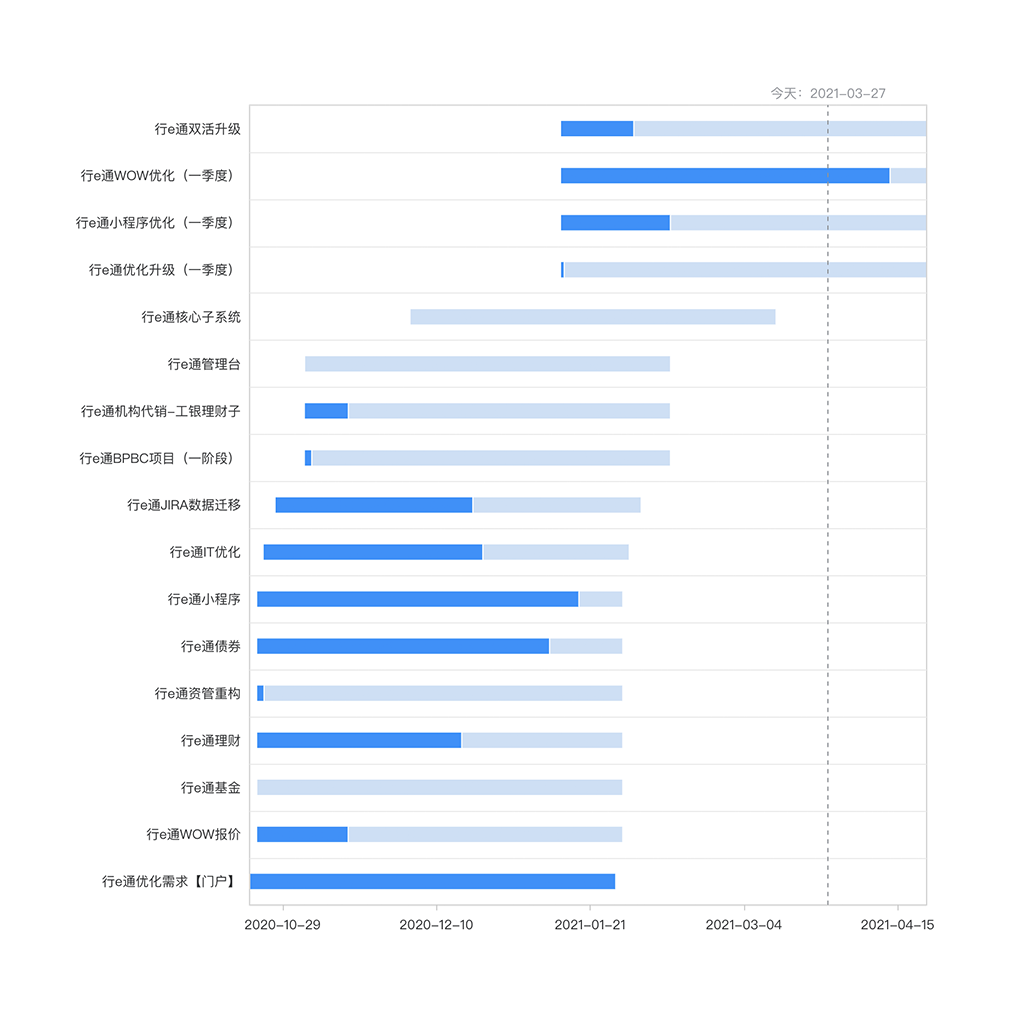 今天：2021-03-27
行e通双活升级
行e通WOW优化（一季度）
行e通小程序优化（一季度）
行e通优化升级（一季度）
行e通核心子系统
行e通管理台
行e通机构代销-工银理财子
行e通BPBC项目（一阶段）
行e通JIRA数据迁移
行e通IT优化
行e通小程序
行e通债券
行e通资管重构
行e通理财
行e通基金
行e通WOW报价
行e通优化需求【门户】
2020-10-29 2020-12-10 2021-01-21 2021-03-04 2021-04-15